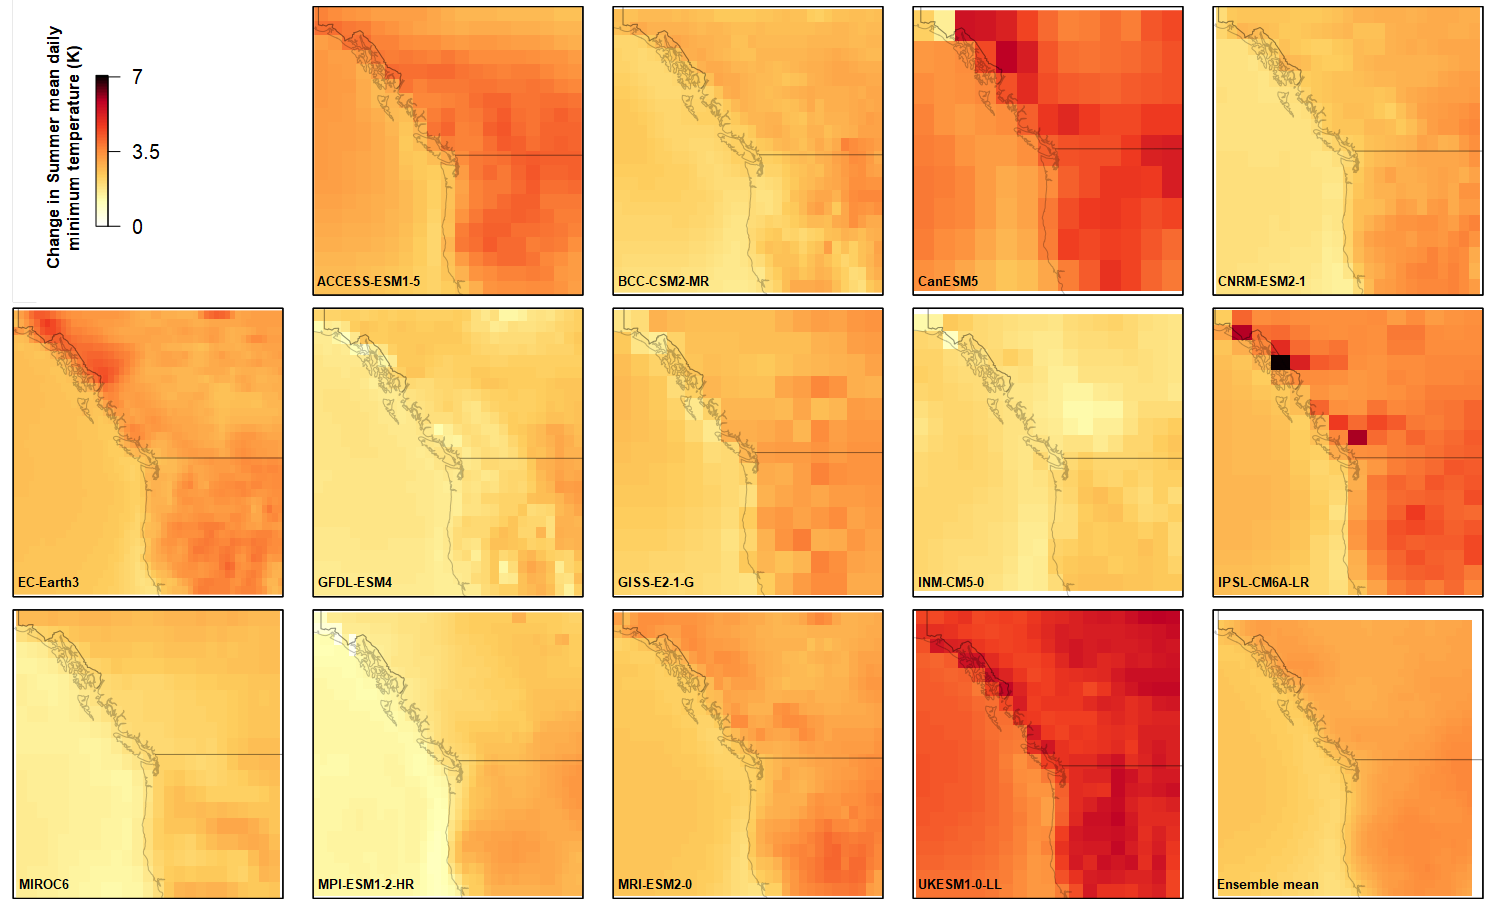 Change in Summer mean daily
minimum temperature (K)
7
3.5
0
ACCESS-ESM1-5
BCC-CSM2-MR
CanESM5
CNRM-ESM2-1
EC-Earth3
GFDL-ESM4
GISS-E2-1-G
INM-CM5-0
IPSL-CM6A-LR
MIROC6
MPI-ESM1-2-HR
MRI-ESM2-0
UKESM1-0-LL
Ensemble mean